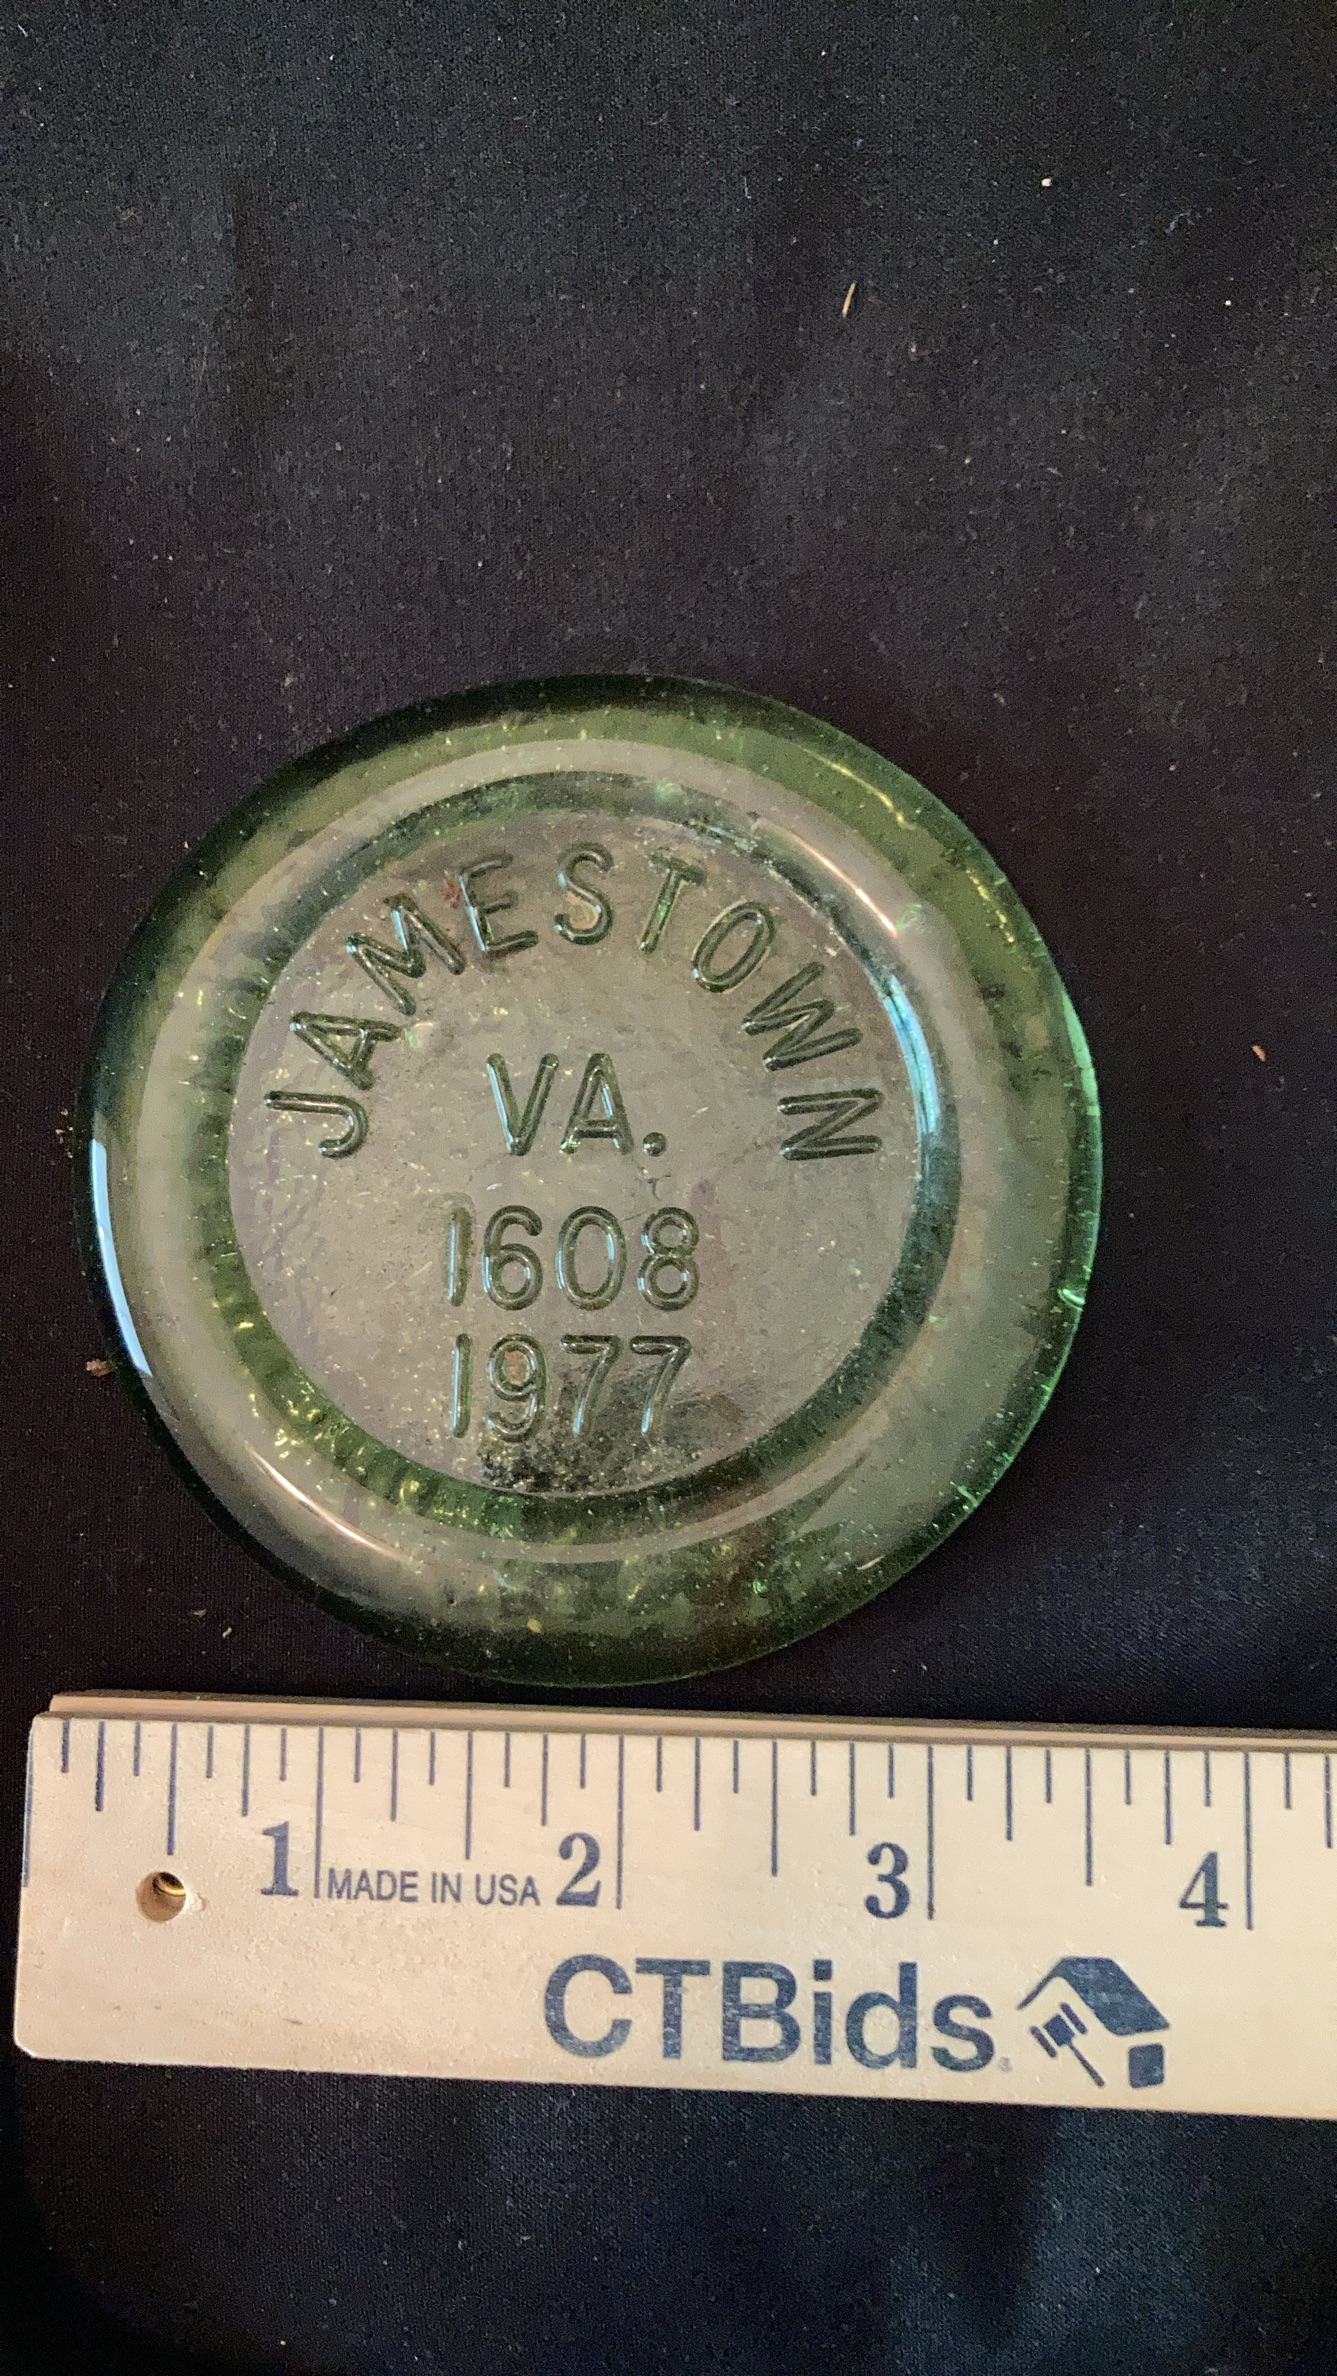 JAMESTOWN
VA.
1608
1977
1 MADE IN USA 2 3 4
CTBids